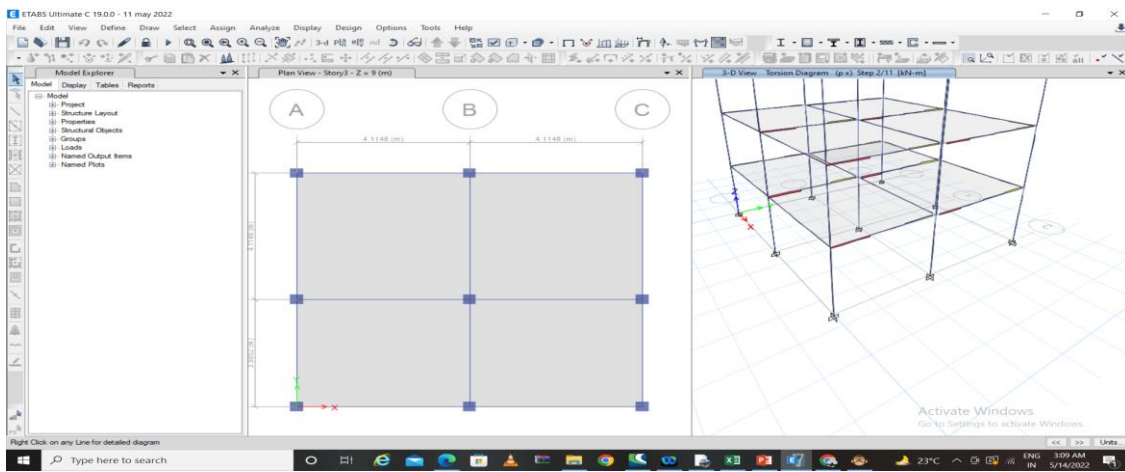 ETABS Ultimate C 19.0.0 - 11 may 2022
File Edit View Define Draw Select Assign Analyze Display Design Options Tools Help
Model Explorer
Model Display Tables Reports
Model
Project
Structure Layout
Properties
Structural Objects
Groups
Loads
Named Output Items
Named Plots
Plan View - Story3 - Z = 9 (m)
A B C
4.1148 (m) 4.1148 (m)
4.1148 (m)
Y
X
3-D View Torsion Diagram (p.x) Step 2/11 [kN-m]
Z
X
C
Activate Windows
Go to Settings to activate Windows.
Right Click on any Line for detailed diagram
<< >> Units...
Type here to search
23°C
ENG
IN
3:09 AM
5/14/2022